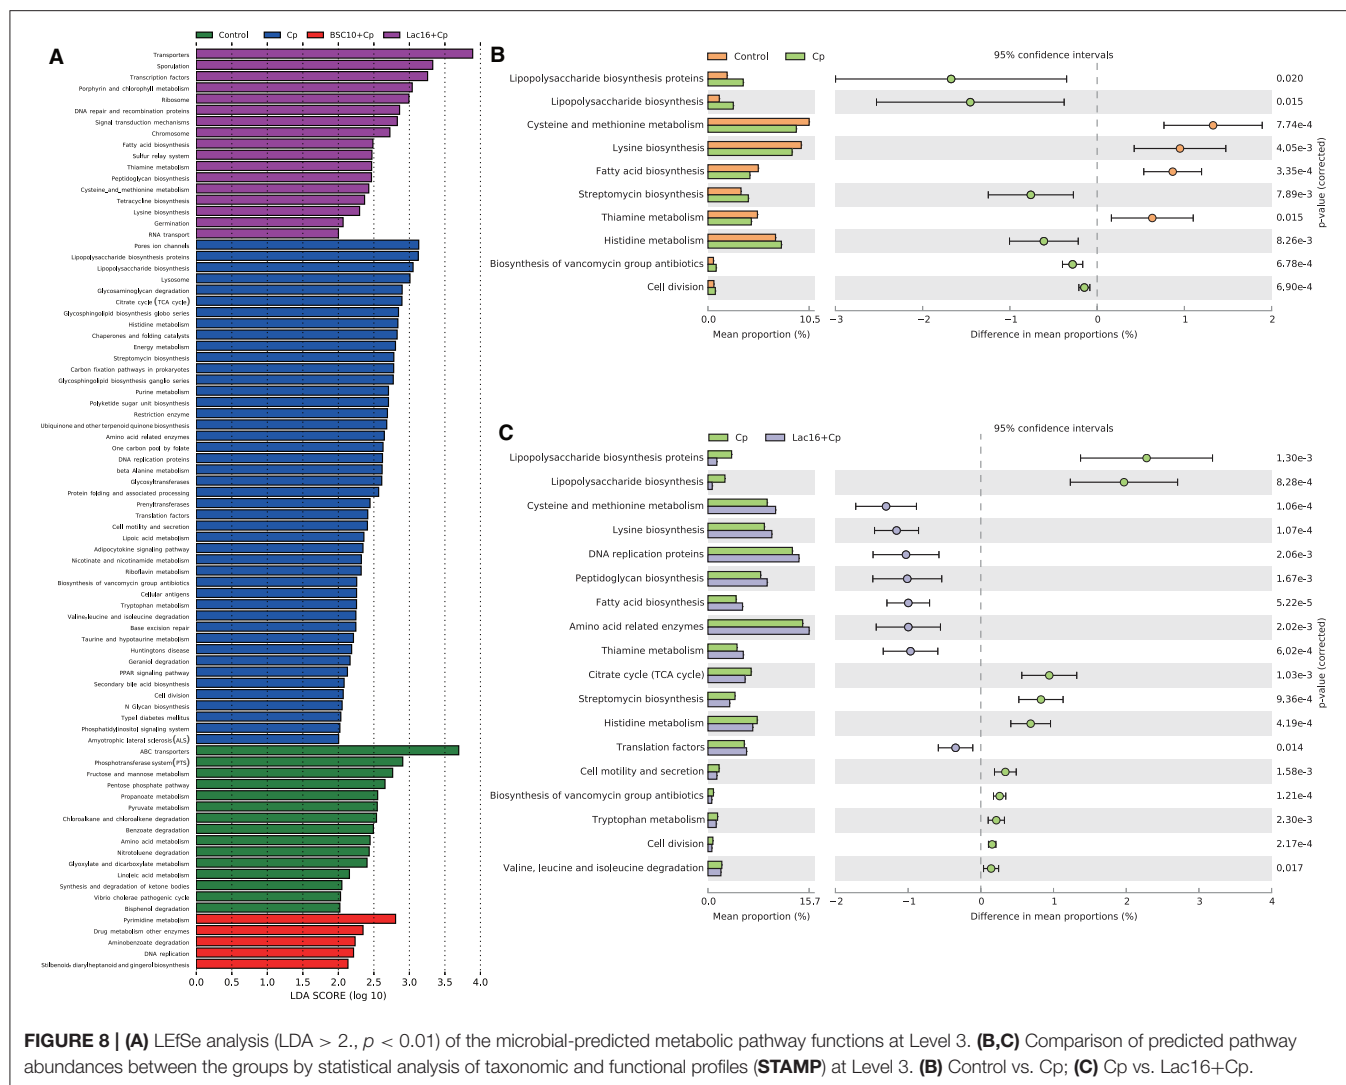 A
Control
Cp
BSC10+Cp
Lac16+Cp
Transporters
Sporulation
Transcription factors
Porphyrin and chlorophyll metabolism
Ribosome
DNA repair and recombination proteins
Signal transduction mechanisms
Chromosome
Fatty acid biosynthesis
Sulfur relay system
Thiamine metabolism
Peptidoglycan biosynthesis
Cysteine_and_methionine metabolism
Tetracycline biosynthesis
Lysine biosynthesis
Germination
RNA transport
Pores ion channels
Lipopolysaccharide biosynthesis proteins
Lipopolysaccharide biosynthesis
Lysosome
Glycosaminoglycan degradation
Citrate cycle (TCA cycle)
Glycosphingolipid biosynthesis globo series
Histidine metabolism
Chaperones and folding catalysts
Energy metabolism
Streptomycin biosynthesis
Carbon fixation pathways in prokaryotes
Glycosphingolipid biosynthesis ganglio series
Purine metabolism
Polyketide sugar unit biosynthesis
Restriction enzyme
Ubiquinone and other terpenoid quinone biosynthesis
Amino acid related enzymes
One carbon pool by folate
DNA replication proteins
beta Alanine metabolism
Glycosyltransferases
Protein folding and associated processing
Prenyltransferases
Translation factors
Cell motility and secretion
Lipoic acid metabolism
Adipocytokine signaling pathway
Nicotinate and nicotinamide metabolism
Riboflavin metabolism
Biosynthesis of vancomycin group antibiotics
Cellular antigens
Tryptophan metabolism
Valine,leucine and isoleucine degradation
Base excision repair
Taurine and hypotaurine metabolism
Huntingtons disease
Geraniol degradation
PPAR signaling pathway
Secondary bile acid biosynthesis
Cell division
N Glycan biosynthesis
TypeI diabetes mellitus
Phosphatidylinositol signaling system
Amyotrophic lateral sclerosis (ALS)
ABC transporters
Phosphotransferase system (PTS)
Fructose and mannose metabolism
Pentose phosphate pathway
Propanoate metabolism
Pyruvate metabolism
Chloroalkane and chloroalkene degradation
Benzoate degradation
Amino acid metabolism
Nitrotoluene degradation
Glyoxylate and dicarboxylate metabolism
Linoleic acid metabolism
Synthesis and degradation of ketone bodies
Vibrio cholerae pathogenic cycle
Bisphenol degradation
Pyrimidine metabolism
Drug metabolism other enzymes
Aminobenzoate degradation
DNA replication
Stilbenoid, diarylheptanoid and gingerol biosynthesis
0.0 0.5 1.0 1.5 2.0 2.5 3.0 3.5 4.0
LDA SCORE (log 10)
B
Control
Cp
95% confidence intervals
Lipopolysaccharide biosynthesis proteins 0.020
Lipopolysaccharide biosynthesis 0.015
Cysteine and methionine metabolism 7.74e-4
Lysine biosynthesis 4.05e-3
Fatty acid biosynthesis 3.35e-4
Streptomycin biosynthesis 7.89e-3
Thiamine metabolism 0.015
Histidine metabolism 8.26e-3
Biosynthesis of vancomycin group antibiotics 6.78e-4
Cell division 6.90e-4
p-value (corrected)
0.0 10.5 −3 −2 −1 0 1 2
Mean proportion (%) Difference in mean proportions (%)
C
Cp
Lac16+Cp
95% confidence intervals
Lipopolysaccharide biosynthesis proteins 1.30e-3
Lipopolysaccharide biosynthesis 8.28e-4
Cysteine and methionine metabolism 1.06e-4
Lysine biosynthesis 1.07e-4
DNA replication proteins 2.06e-3
Peptidoglycan biosynthesis 1.67e-3
Fatty acid biosynthesis 5.22e-5
Amino acid related enzymes 2.02e-3
Thiamine metabolism 6.02e-4
Citrate cycle (TCA cycle) 1.03e-3
Streptomycin biosynthesis 9.36e-4
Histidine metabolism 4.19e-4
Translation factors 0.014
Cell motility and secretion 1.58e-3
Biosynthesis of vancomycin group antibiotics 1.21e-4
Tryptophan metabolism 2.30e-3
Cell division 2.17e-4
Valine, leucine and isoleucine degradation 0.017
p-value (corrected)
0.0 15.7 −2 −1 0 1 2 3 4
Mean proportion (%) Difference in mean proportions (%)
FIGURE 8 | (A) LEfSe analysis (LDA > 2., p < 0.01) of the microbial-predicted metabolic pathway functions at Level 3. (B,C) Comparison of predicted pathway
abundances between the groups by statistical analysis of taxonomic and functional profiles (STAMP) at Level 3. (B) Control vs. Cp; (C) Cp vs. Lac16+Cp.